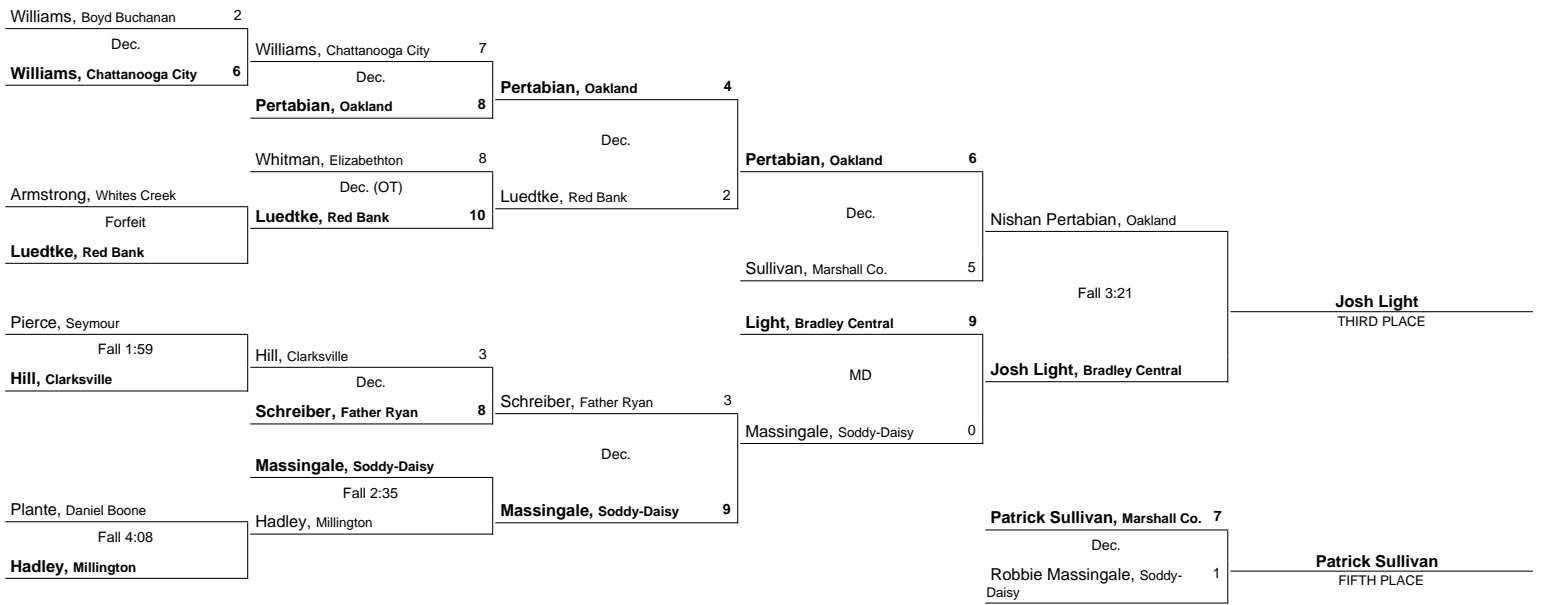 Williams, Boyd Buchanan 2
Dec.
Williams, Chattanooga City 6
Armstrong, Whites Creek
Forfeit
Luedtke, Red Bank
Pierce, Seymour
Fall 1:59
Hill, Clarksville
Plante, Daniel Boone
Fall 4:08
Hadley, Millington
Williams, Chattanooga City 7
Dec.
Pertabian, Oakland 8
Whitman, Elizabethton 8
Dec. (OT)
Luedtke, Red Bank 10
Hill, Clarksville 3
Dec.
Schreiber, Father Ryan 8
Massingale, Soddy-Daisy
Fall 2:35
Hadley, Millington
Pertabian, Oakland 4
Dec.
Luedtke, Red Bank 2
Schreiber, Father Ryan 3
Dec.
Massingale, Soddy-Daisy 9
Pertabian, Oakland 6
Dec.
Sullivan, Marshall Co. 5
Light, Bradley Central 9
MD
Massingale, Soddy-Daisy 0
Nishan Pertabian, Oakland
Fall 3:21
Josh Light, Bradley Central
Josh Light
THIRD PLACE
Patrick Sullivan, Marshall Co. 7
Dec.
Robbie Massingale, Soddy- 1
Daisy
Patrick Sullivan
FIFTH PLACE